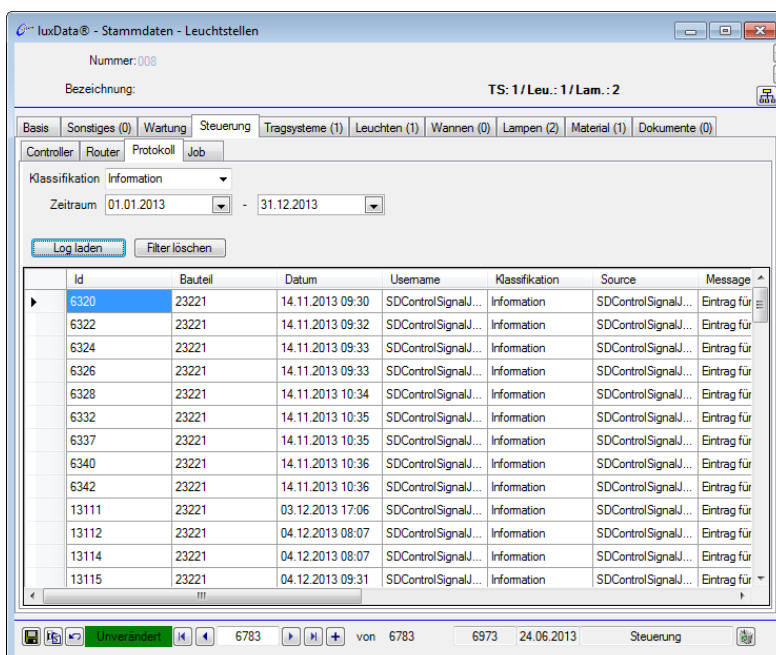 luxData® - Stammdaten - Leuchtstellen
Nummer: 008
Bezeichnung: TS: 1 / Leu.: 1 / Lam.: 2
Basis Sonstiges (0) Wartung Steuerung Tragsysteme (1) Leuchten (1) Wannen (0) Lampen (2) Material (1) Dokumente (0)
Controller Router Protokoll Job
Klassifikation Information
Zeitraum 01.01.2013 - 31.12.2013
Log laden Filter löschen
Id Bauteil Datum Username Klassifikation Source Message
6320 23221 14.11.2013 09:30 SDControlSignalJ... Information SDControlSignalJ... Eintrag für
6322 23221 14.11.2013 09:32 SDControlSignalJ... Information SDControlSignalJ... Eintrag für
6324 23221 14.11.2013 09:33 SDControlSignalJ... Information SDControlSignalJ... Eintrag für
6326 23221 14.11.2013 09:33 SDControlSignalJ... Information SDControlSignalJ... Eintrag für
6328 23221 14.11.2013 10:34 SDControlSignalJ... Information SDControlSignalJ... Eintrag für
6332 23221 14.11.2013 10:35 SDControlSignalJ... Information SDControlSignalJ... Eintrag für
6337 23221 14.11.2013 10:35 SDControlSignalJ... Information SDControlSignalJ... Eintrag für
6340 23221 14.11.2013 10:36 SDControlSignalJ... Information SDControlSignalJ... Eintrag für
6342 23221 14.11.2013 10:36 SDControlSignalJ... Information SDControlSignalJ... Eintrag für
13111 23221 03.12.2013 17:06 SDControlSignalJ... Information SDControlSignalJ... Eintrag für
13112 23221 04.12.2013 08:07 SDControlSignalJ... Information SDControlSignalJ... Eintrag für
13114 23221 04.12.2013 08:07 SDControlSignalJ... Information SDControlSignalJ... Eintrag für
13115 23221 04.12.2013 09:31 SDControlSignalJ... Information SDControlSignalJ... Eintrag für
Unverändert 6783 von 6783 6973 24.06.2013 Steuerung